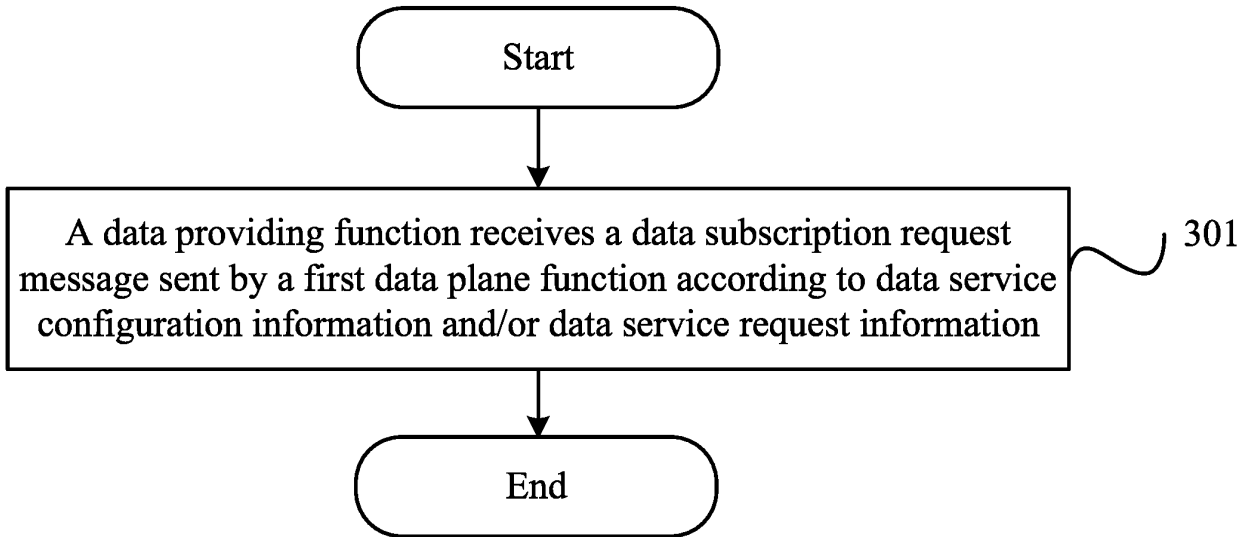 Start
A data providing function receives a data subscription request
message sent by a first data plane function according to data service
configuration information and/or data service request information
301
End